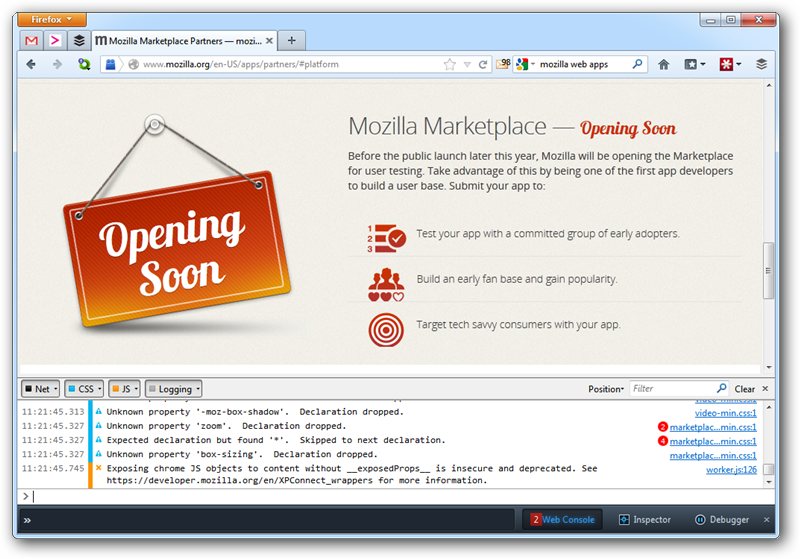 Firefox
Mozilla Marketplace Partners — mozi...
www.mozilla.org/en-US/apps/partners/#platform
98
mozilla web apps
Opening
Soon
Mozilla Marketplace — Opening Soon
Before the public launch later this year, Mozilla will be opening the Marketplace
for user testing. Take advantage of this by being one of the first app developers
to build a user base. Submit your app to:
1
2
3
Test your app with a committed group of early adopters.
Build an early fan base and gain popularity.
Target tech savvy consumers with your app.
Net CSS JS Logging Position Filter Clear
11:21:45.313 Unknown property '-moz-box-shadow'. Declaration dropped. video-min.css:1
11:21:45.327 Unknown property 'zoom'. Declaration dropped. 2 marketplac...min.css:1
11:21:45.327 Expected declaration but found '*'. Skipped to next declaration. 4 marketplac...min.css:1
11:21:45.327 Unknown property 'box-sizing'. Declaration dropped. marketplac...min.css:1
11:21:45.745 Exposing chrome JS objects to content without __exposedProps__ is insecure and deprecated. See worker.js:126
https://developer.mozilla.org/en/XPConnect_wrappers for more information.
>
» 2 Web Console Inspector Debugger